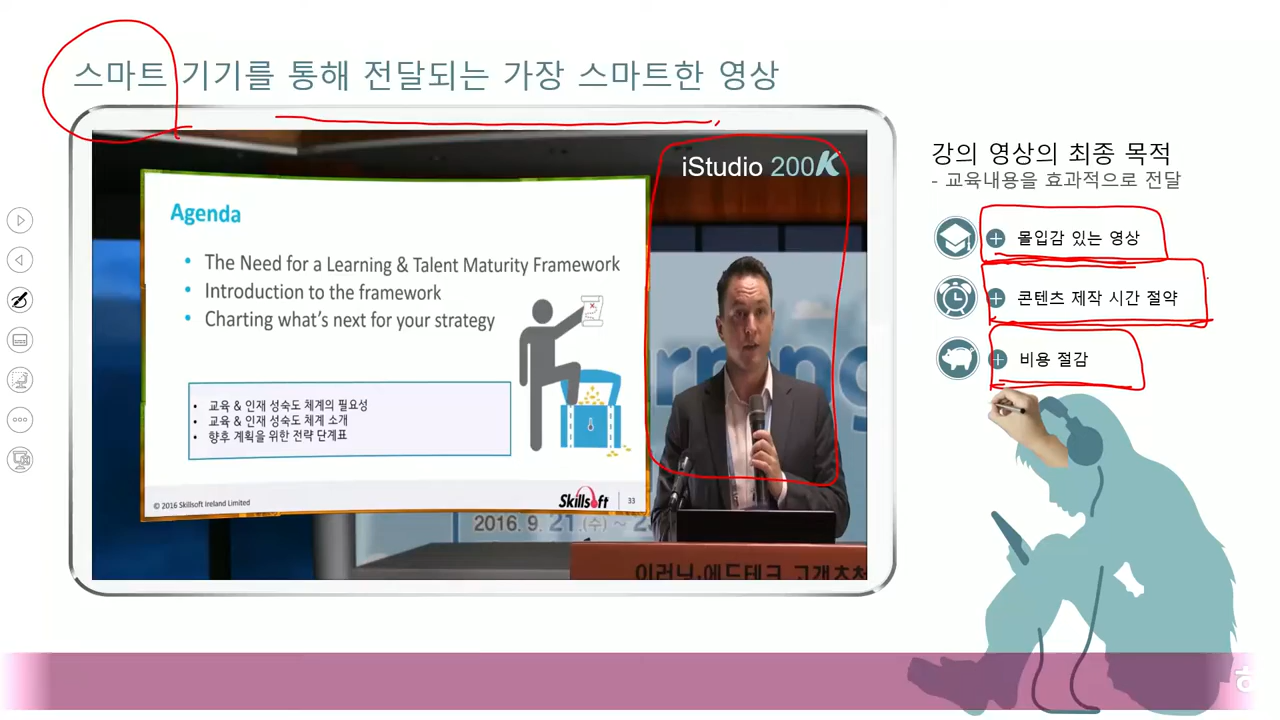 스마트 기기를 통해 전달되는 가장 스마트한 영상
iStudio 200K
Agenda
• The Need for a Learning & Talent Maturity Framework
• Introduction to the framework
• Charting what's next for your strategy
• 교육 & 인재 성숙도 체계의 필요성
• 교육 & 인재 성숙도 체계 소개
• 향후 계획을 위한 전략 단계표
© 2016 Skillsoft Ireland Limited
Skillsoft
33
rning
2016. 9. 21.(수) ~
이러닝·에드테크
강의 영상의 최종 목적
- 교육내용을 효과적으로 전달
몰입감 있는 영상
콘텐츠 제작 시간 절약
비용 절감